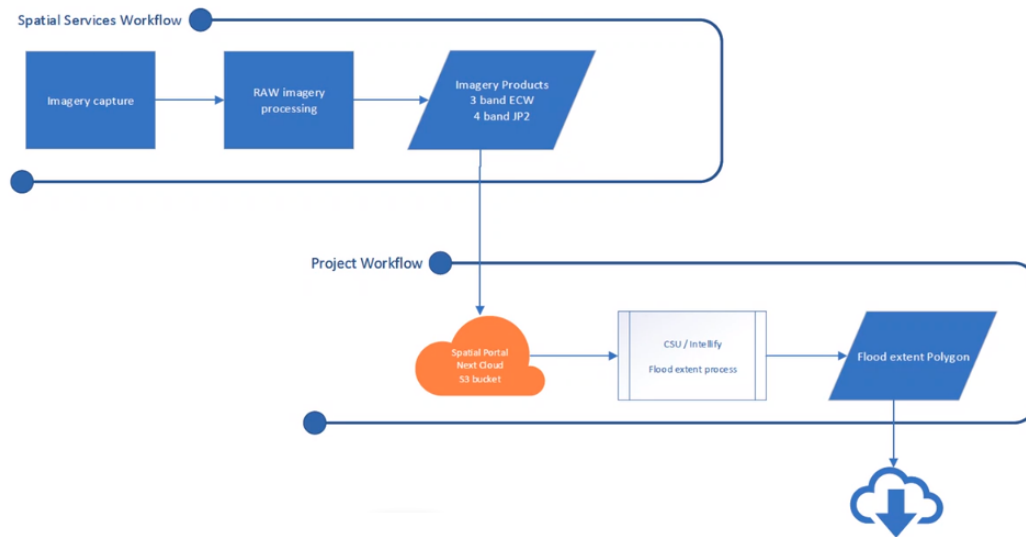 Spatial Services Workflow
Imagery capture
RAW imagery
processing
Imagery Products
3 band ECW
4 band JP2
Project Workflow
Spatial Portal
Next Cloud
S3 bucket
CSU / Intellify
Flood extent process
Flood extent Polygon